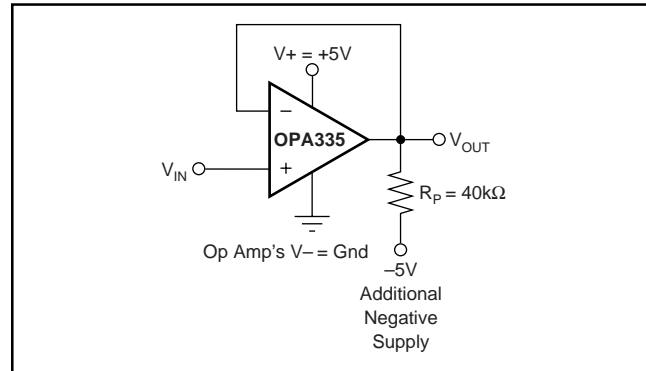 V+ = +5V
−
OPA335
+
V_IN
V_OUT
R_P = 40kΩ
Op Amp's V− = Gnd
−5V
Additional
Negative
Supply